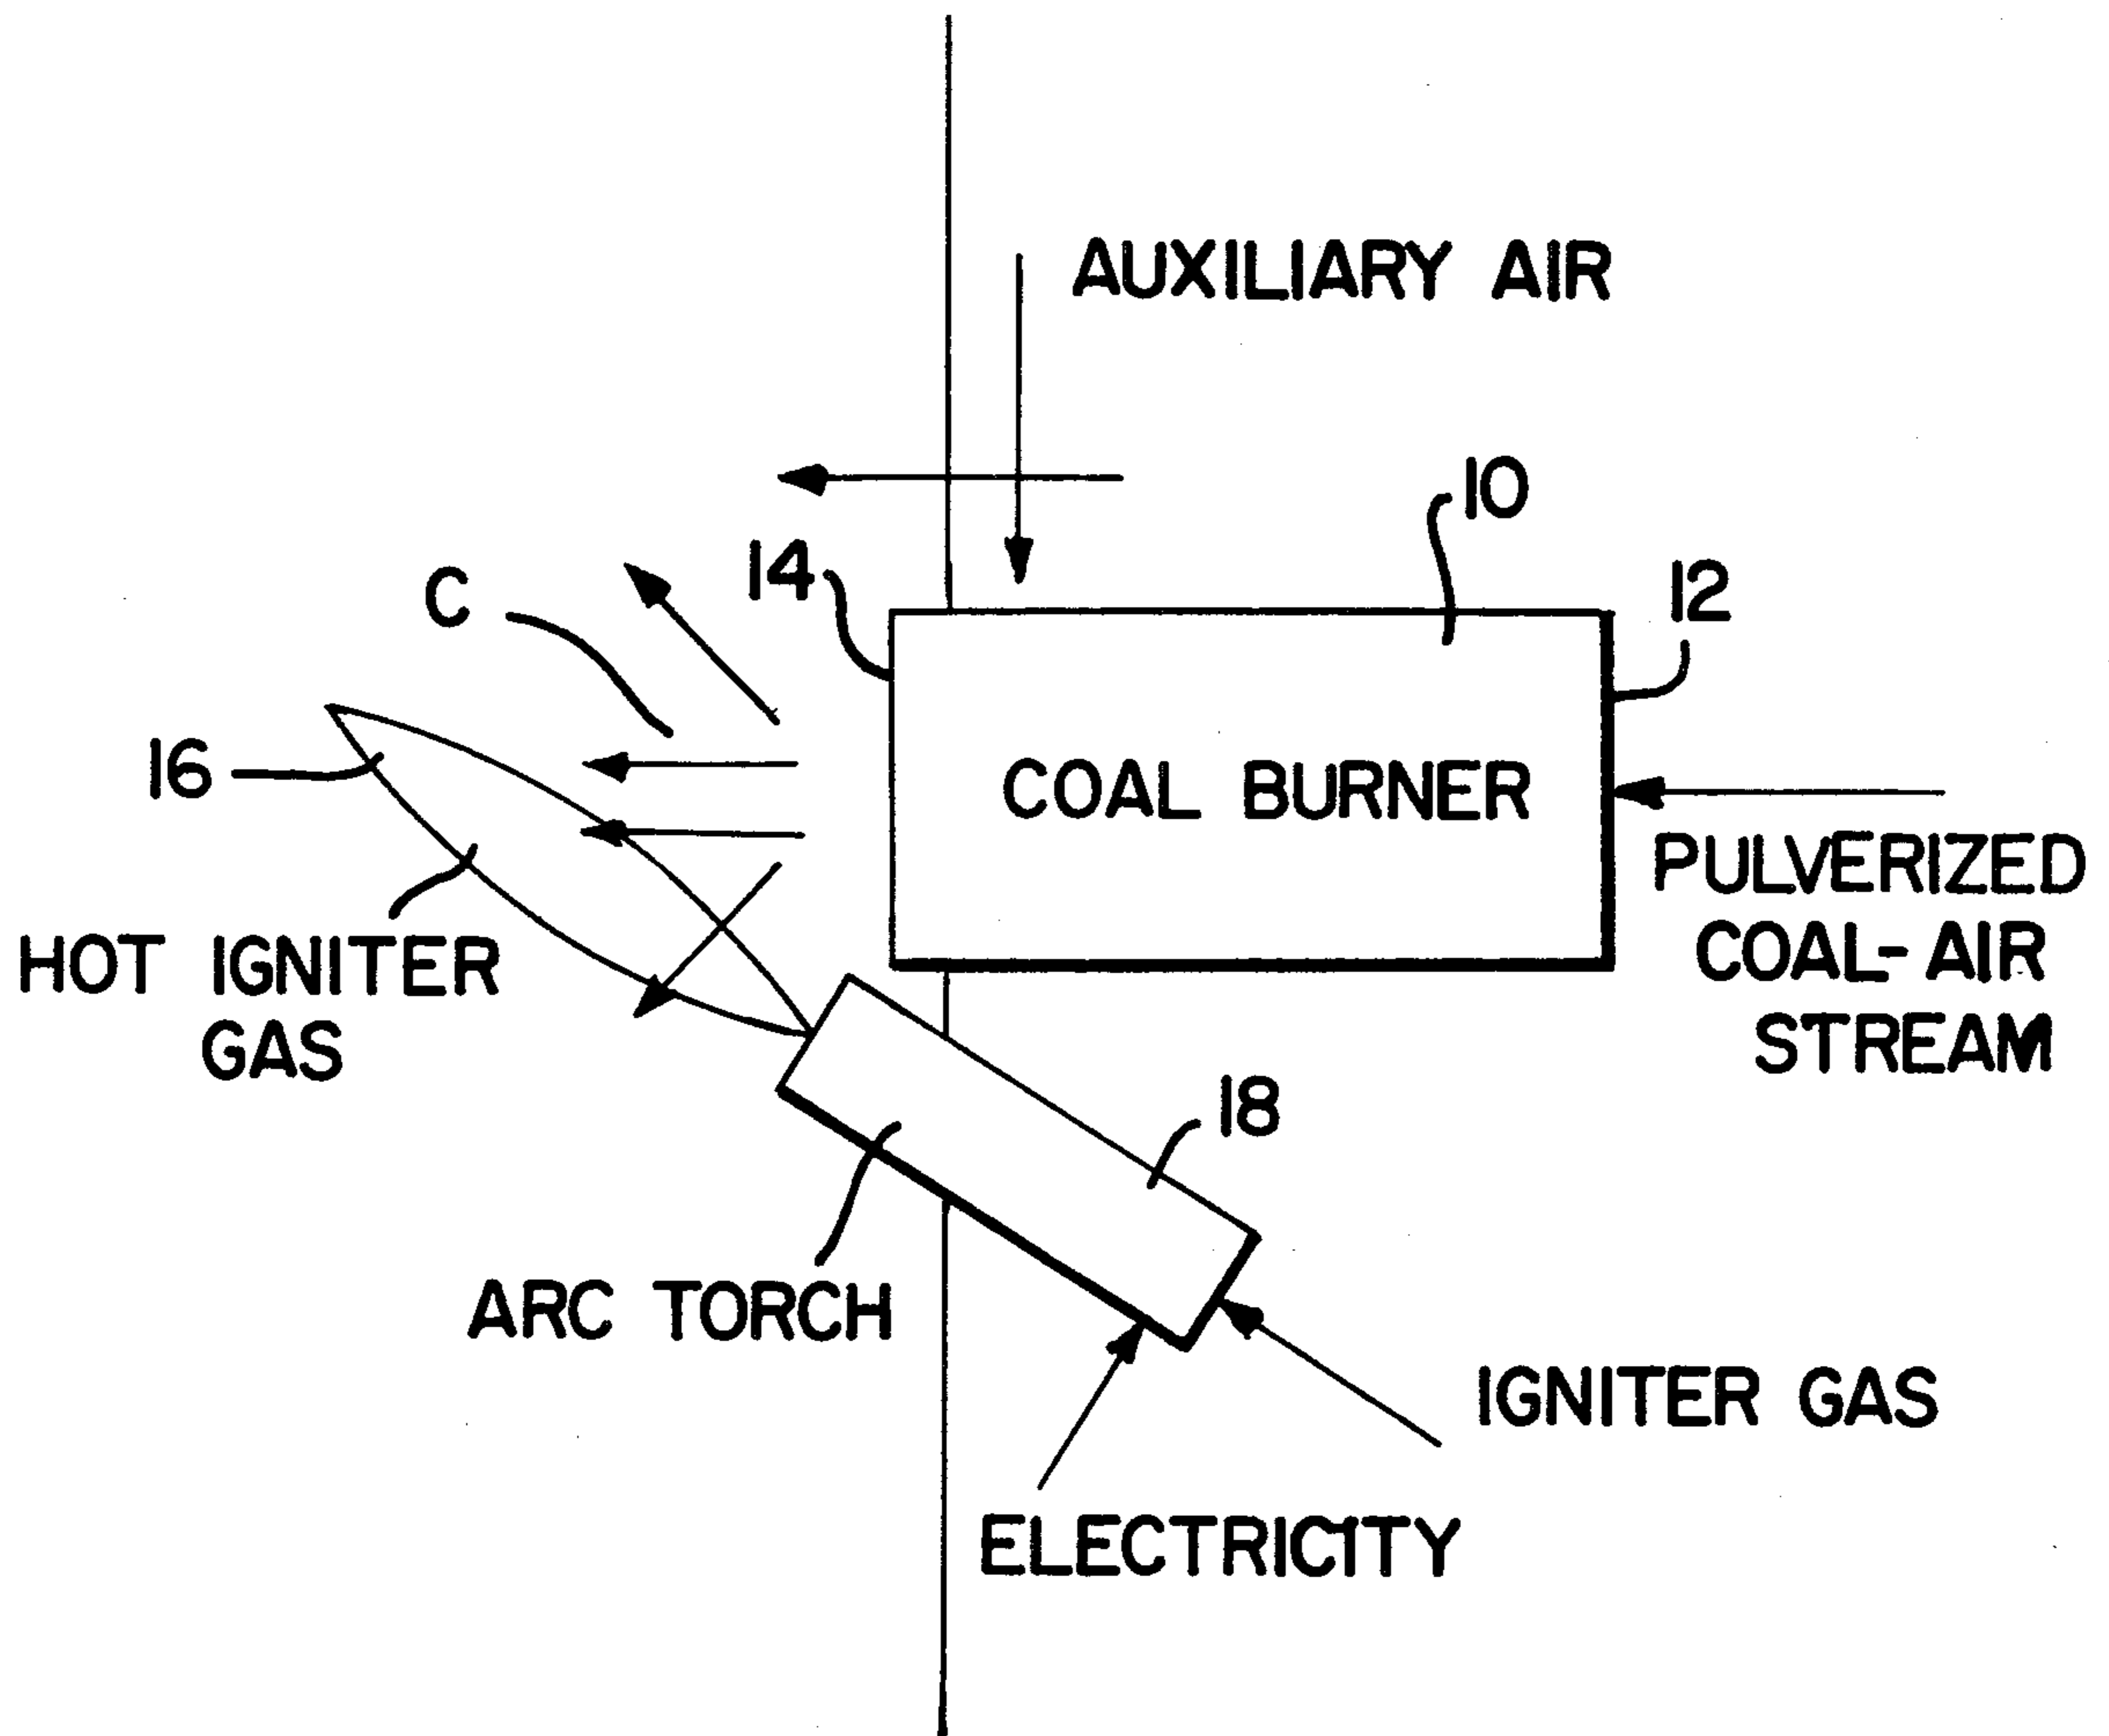 AUXILIARY AIR
10
14
C
12
16
COAL BURNER
PULVERIZED
COAL-AIR
STREAM
HOT IGNITER
GAS
18
ARC TORCH
IGNITER GAS
ELECTRICITY